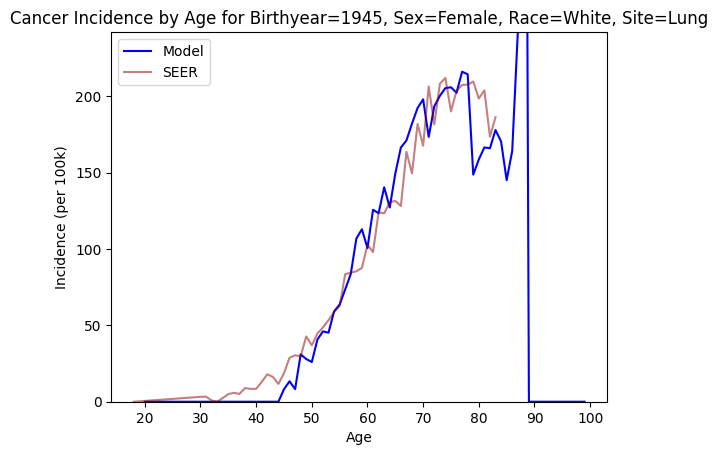 Cancer Incidence by Age for Birthyear=1945, Sex=Female, Race=White, Site=Lung
Model
SEER
Incidence (per 100k)
200
150
100
50
0
20 30 40 50 60 70 80 90 100
Age